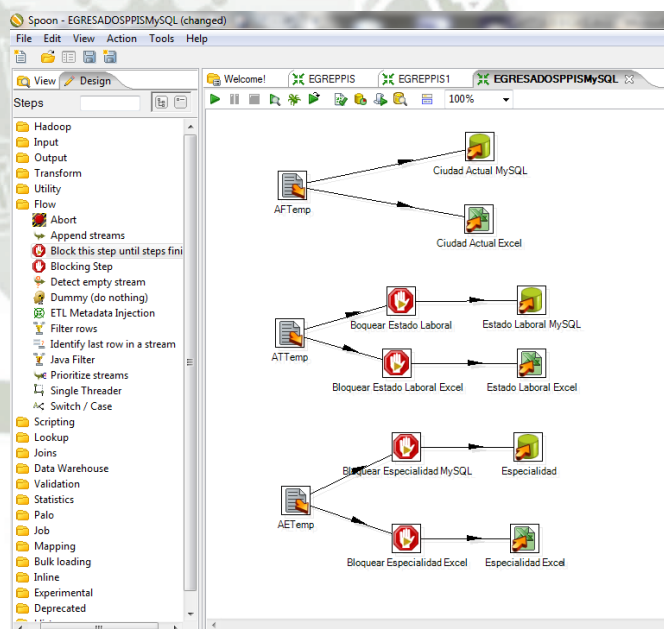 Spoon - EGRESADOSPPISMySQL (changed)
File Edit View Action Tools Help
View Design
Welcome! EGREPPIS EGREPPIS1 EGRESADOSPPISMySQL
Steps
100%
Hadoop
Input
Output
Transform
Utility
Flow
Abort
Append streams
Block this step until steps fini
Blocking Step
Detect empty stream
Dummy (do nothing)
ETL Metadata Injection
Filter rows
Identify last row in a stream
Java Filter
Prioritize streams
Single Threader
Switch / Case
Scripting
Lookup
Joins
Data Warehouse
Validation
Statistics
Palo
Job
Mapping
Bulk loading
Inline
Experimental
Deprecated
Ciudad Actual MySQL
AFTemp
Ciudad Actual Excel
Boquear Estado Laboral
Estado Laboral MySQL
ATTemp
Bloquear Estado Laboral Excel
Estado Laboral Excel
Bloquear Especialidad MySQL
Especialidad
AETemp
Bloquear Especialidad Excel
Especialidad Excel